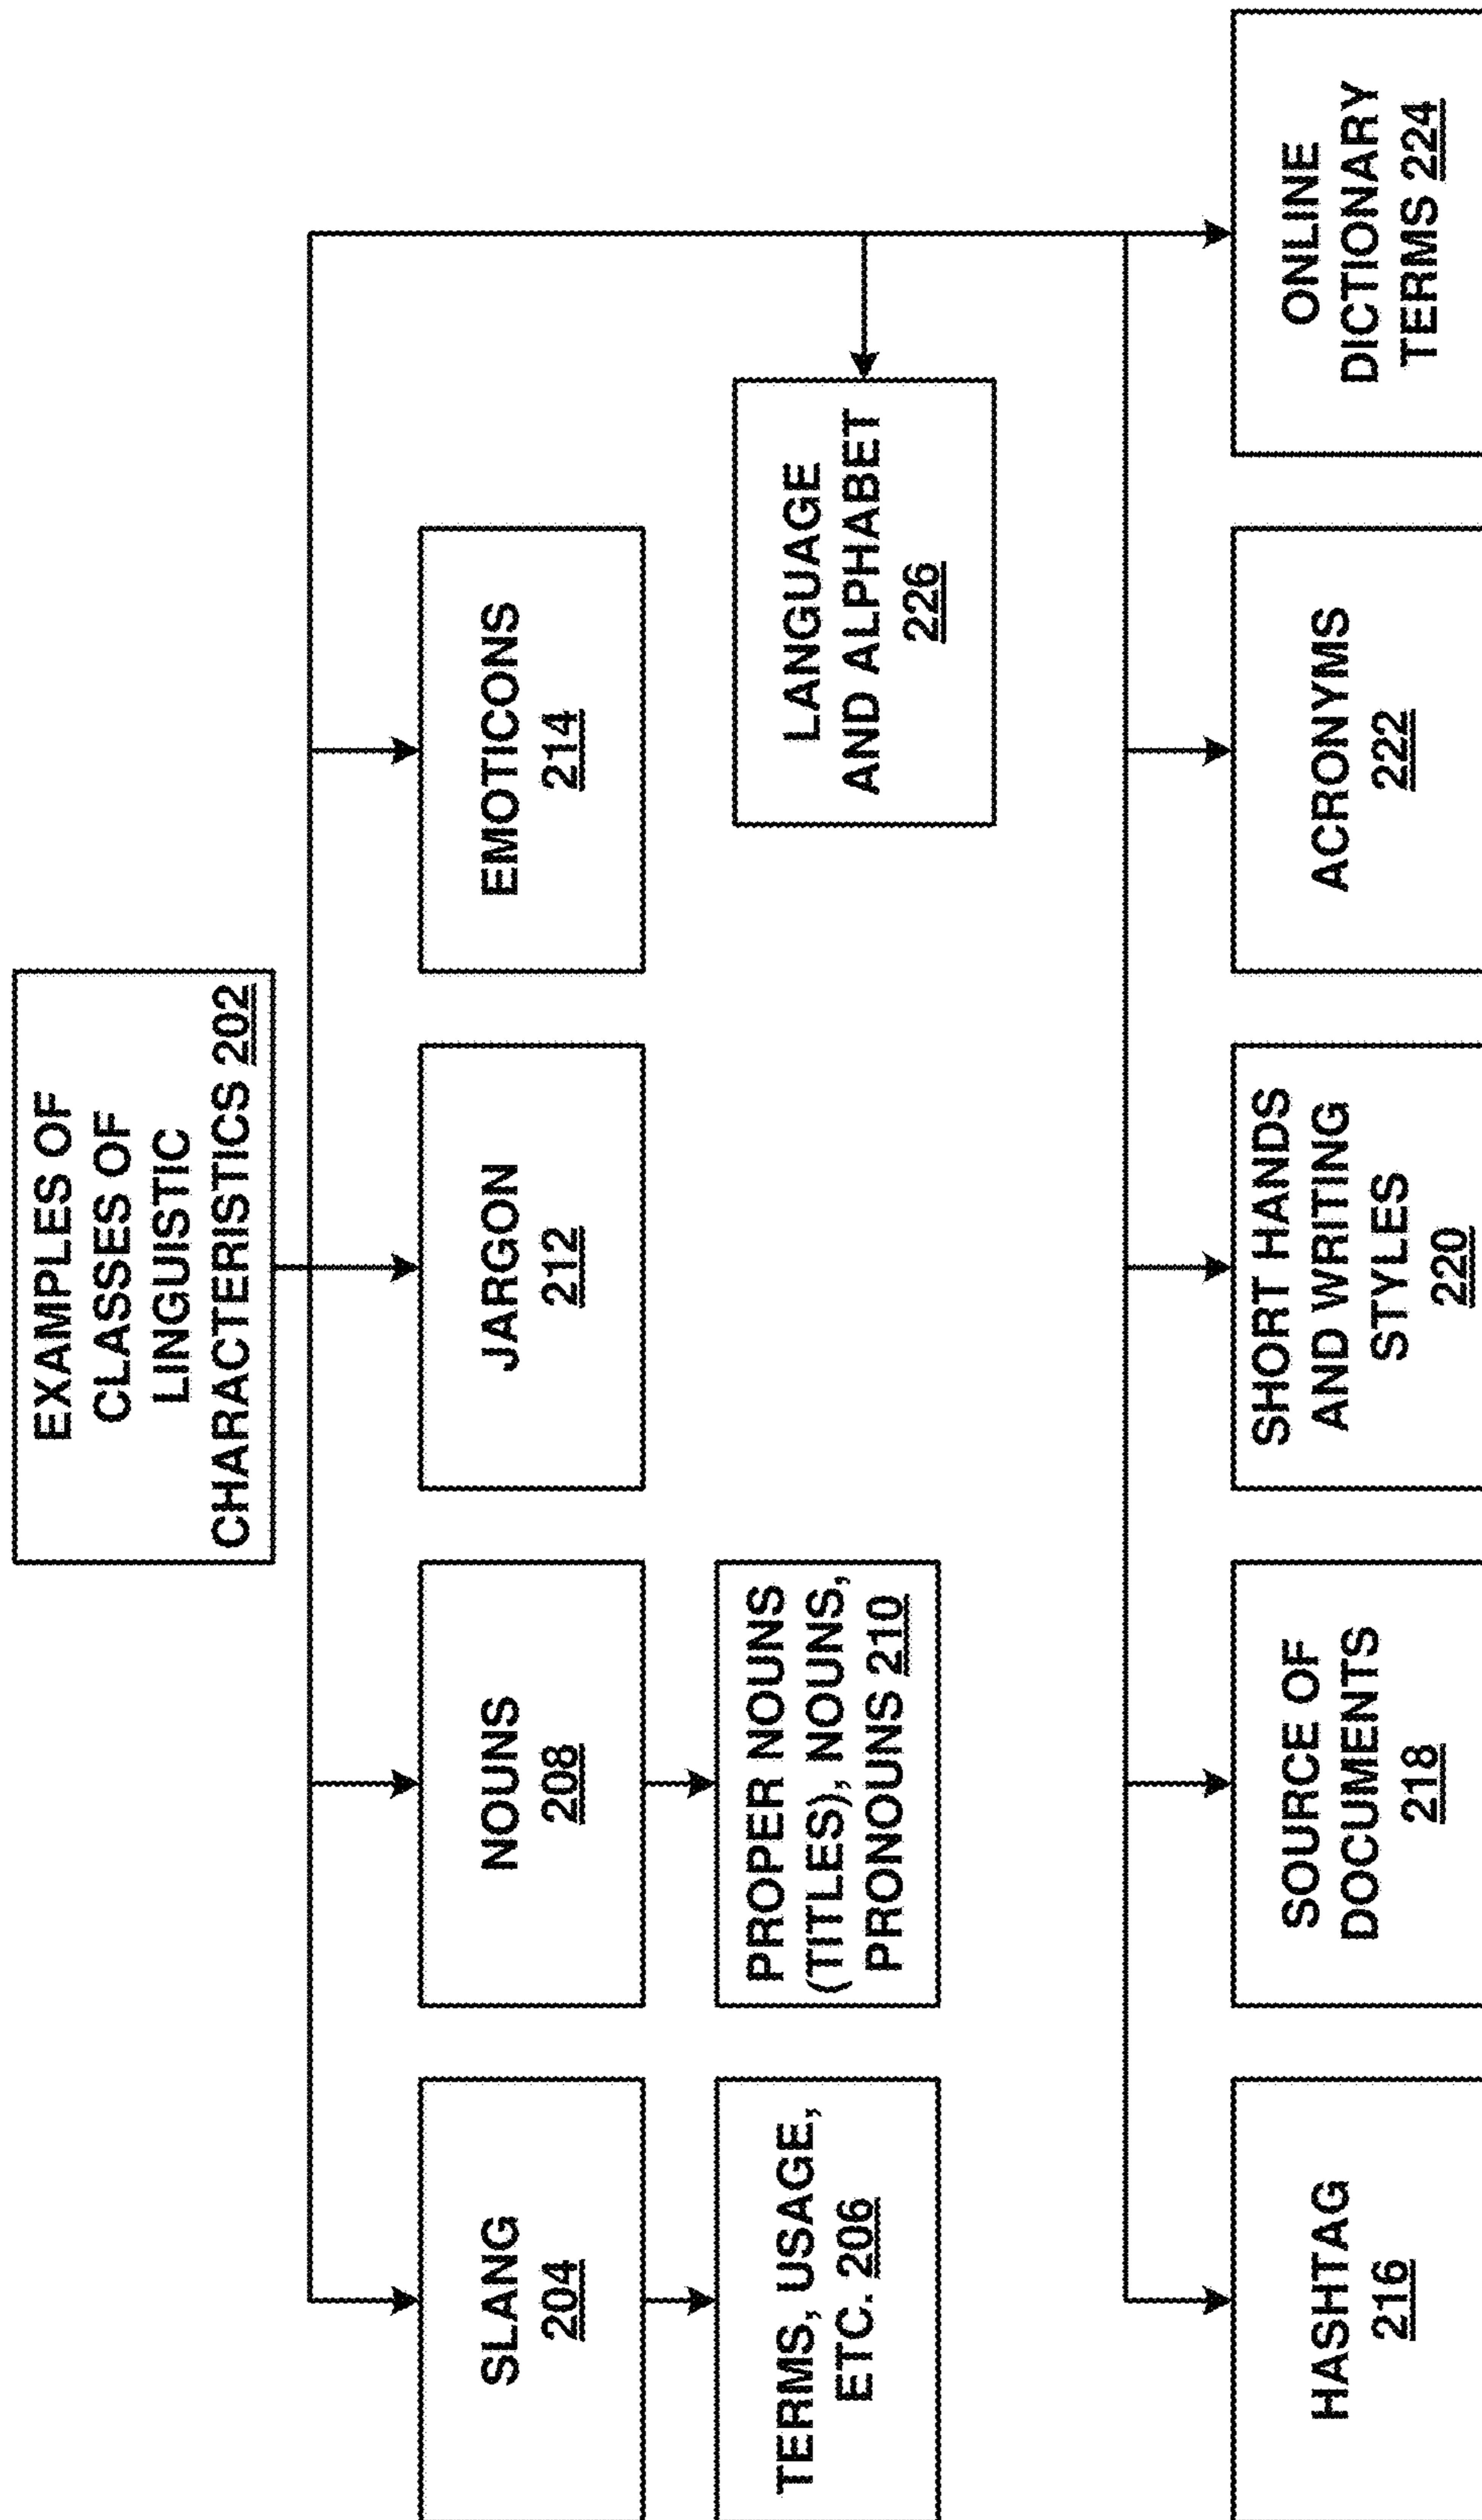 EXAMPLES OF
CLASSES OF
LINGUISTIC
CHARACTERISTICS 202
SLANG
204
NOUNS
208
JARGON
212
EMOTICONS
214
TERMS, USAGE,
ETC. 206
PROPER NOUNS
(TITLES), NOUNS,
PRONOUNS 210
LANGUAGE
AND ALPHABET
226
HASHTAG
216
SOURCE OF
DOCUMENTS
218
SHORT HANDS
AND WRITING
STYLES
220
ACRONYMS
222
ONLINE
DICTIONARY
TERMS 224